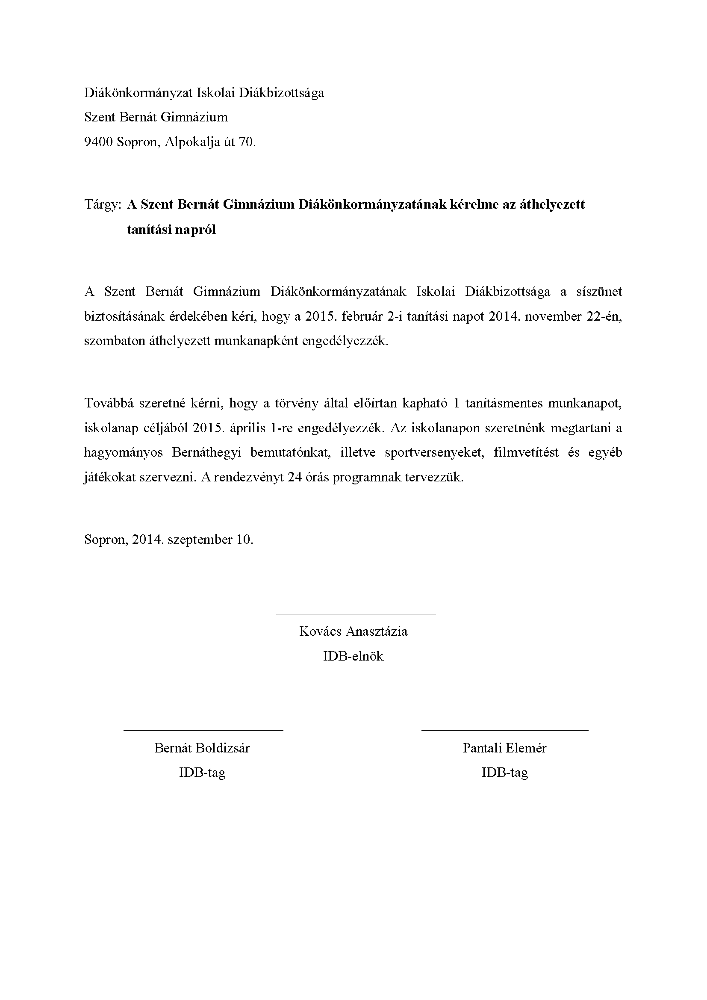 Diákönkormányzat Iskolai Diákbizottsága
Szent Bernát Gimnázium
9400 Sopron, Alpokalja út 70.
Tárgy: A Szent Bernát Gimnázium Diákönkormányzatának kérelme az áthelyezett
tanítási napról
A Szent Bernát Gimnázium Diákönkormányzatának Iskolai Diákbizottsága a síszünet
biztosításának érdekében kéri, hogy a 2015. február 2-i tanítási napot 2014. november 22-én,
szombaton áthelyezett munkanapként engedélyezzék.
Továbbá szeretné kérni, hogy a törvény által előírtan kapható 1 tanításmentes munkanapot,
iskolanap céljából 2015. április 1-re engedélyezzék. Az iskolanapon szeretnénk megtartani a
hagyományos Bernáthegyi bemutatónkat, illetve sportversenyeket, filmvetítést és egyéb
játékokat szervezni. A rendezvényt 24 órás programnak tervezzük.
Sopron, 2014. szeptember 10.
Kovács Anasztázia
IDB-elnök
Bernát Boldizsár
IDB-tag
Pantali Elemér
IDB-tag